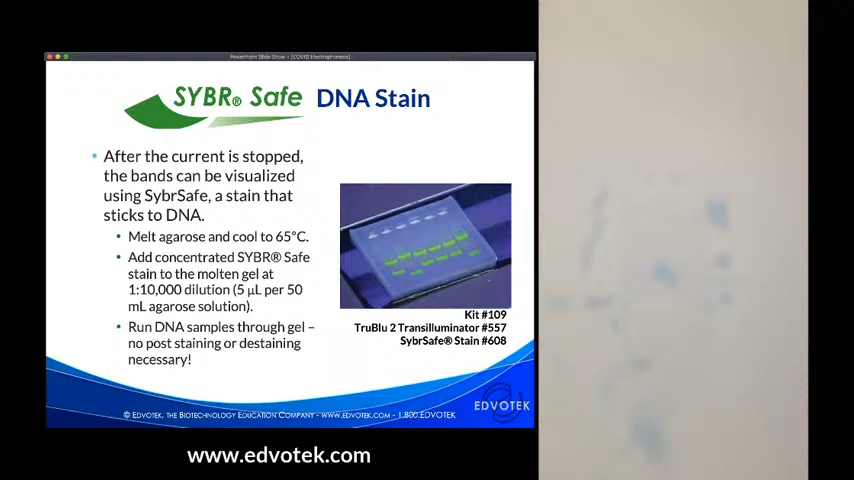 PowerPoint Slide Show - [COVID Electrophoresis]
SYBR® Safe DNA Stain
After the current is stopped,
the bands can be visualized
using SybrSafe, a stain that
sticks to DNA.
Melt agarose and cool to 65°C.
Add concentrated SYBR® Safe
stain to the molten gel at
1:10,000 dilution (5 µL per 50
mL agarose solution).
Run DNA samples through gel –
no post staining or destaining
necessary!
Kit #109
TruBlu 2 Transilluminator #557
SybrSafe® Stain #608
© EDVOTEK. THE BIOTECHNOLOGY EDUCATION COMPANY - WWW.EDVOTEK.COM - 1.800.EDVOTEK
EDVOTEK
www.edvotek.com